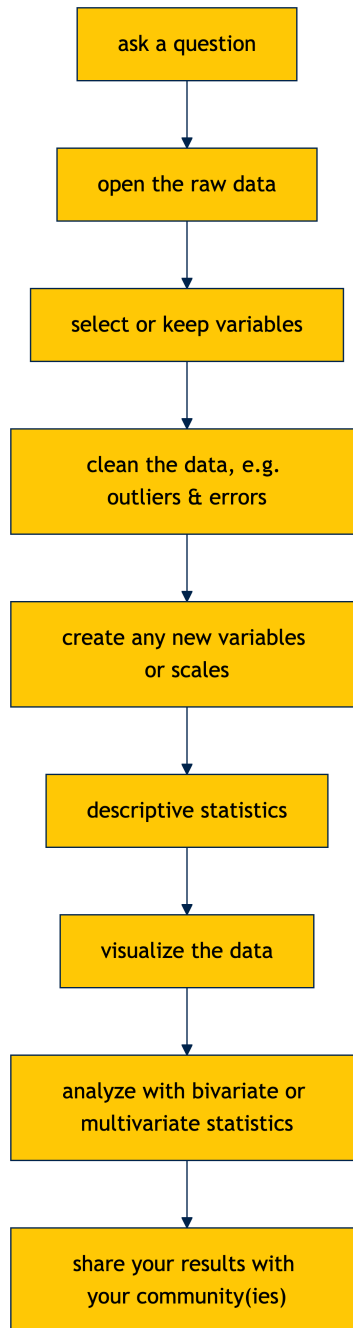 ask a question
open the raw data
select or keep variables
clean the data, e.g.
outliers & errors
create any new variables
or scales
descriptive statistics
visualize the data
analyze with bivariate or
multivariate statistics
share your results with
your community(ies)